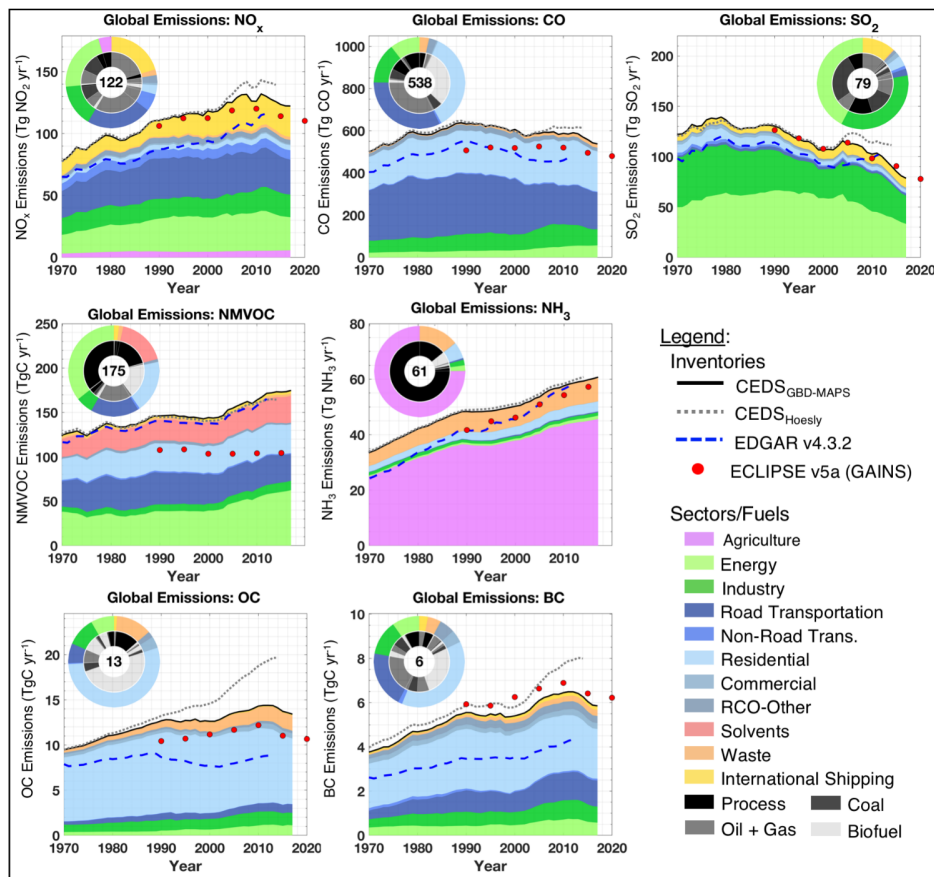 Global Emissions: NOx
NOx Emissions (Tg NO2 yr-1)
150
100
50
0
122
1970 1980 1990 2000 2010 2020
Year
Global Emissions: CO
CO Emissions (Tg CO yr-1)
1000
800
600
400
200
0
538
1970 1980 1990 2000 2010 2020
Year
Global Emissions: SO2
SO2 Emissions (Tg SO2 yr-1)
200
150
100
50
0
79
1970 1980 1990 2000 2010 2020
Year
Global Emissions: NMVOC
NMVOC Emissions (TgC yr-1)
250
200
150
100
50
0
175
1970 1980 1990 2000 2010 2020
Year
Global Emissions: NH3
NH3 Emissions (Tg NH3 yr-1)
80
60
40
20
0
61
1970 1980 1990 2000 2010 2020
Year
Global Emissions: OC
OC Emissions (TgC yr-1)
20
15
10
5
0
13
1970 1980 1990 2000 2010 2020
Year
Global Emissions: BC
BC Emissions (TgC yr-1)
10
8
6
4
2
0
6
1970 1980 1990 2000 2010 2020
Year
Legend:
Inventories
CEDSGBD-MAPS
CEDSHoesly
EDGAR v4.3.2
ECLIPSE v5a (GAINS)
Sectors/Fuels
Agriculture
Energy
Industry
Road Transportation
Non-Road Trans.
Residential
Commercial
RCO-Other
Solvents
Waste
International Shipping
Process Coal
Oil + Gas Biofuel